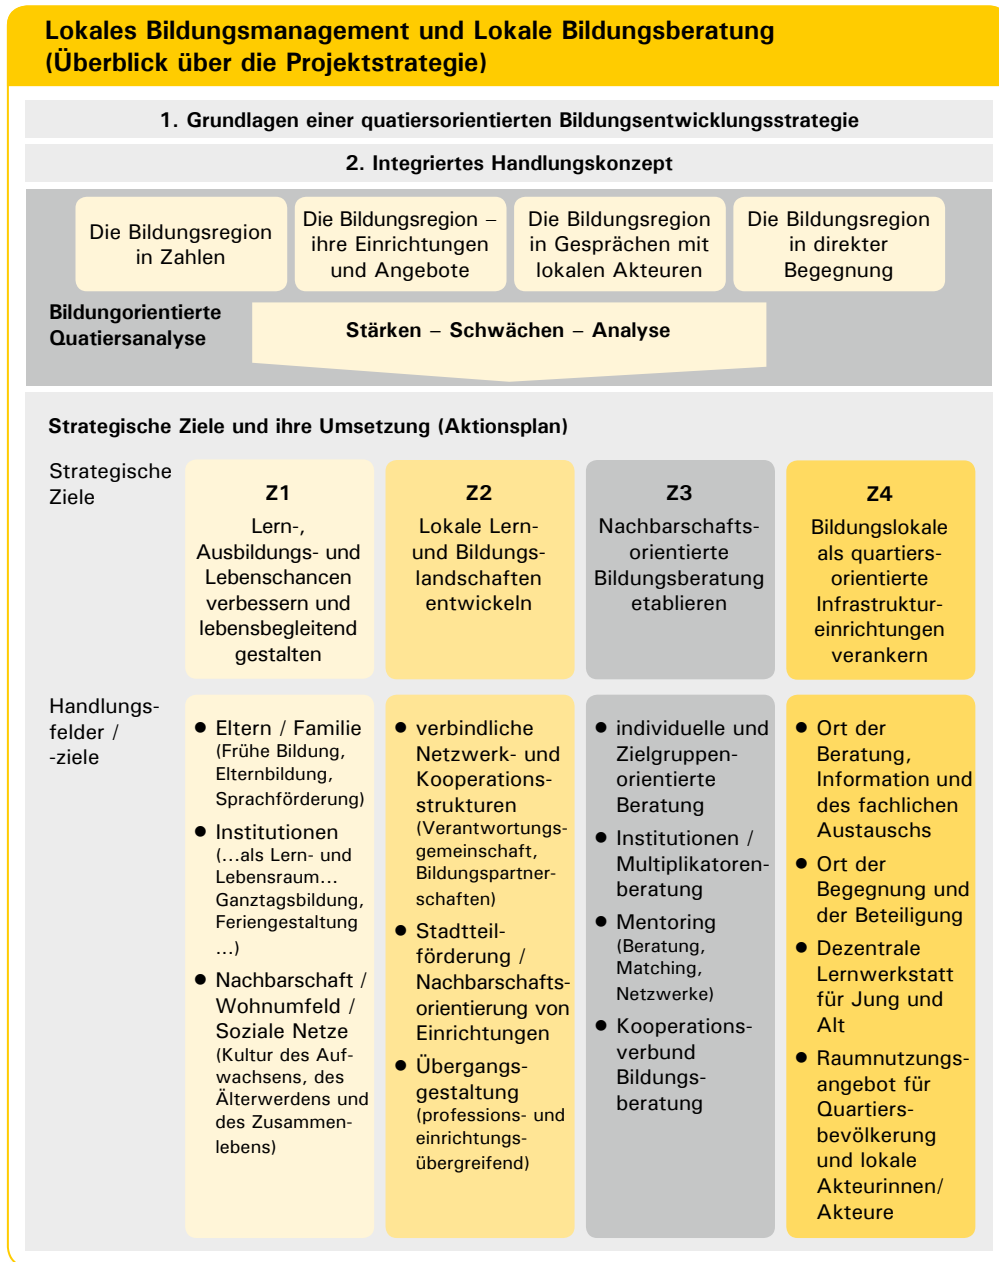 Lokales Bildungsmanagement und Lokale Bildungsberatung
(Überblick über die Projektstrategie)
1. Grundlagen einer quatiersorientierten Bildungsentwicklungsstrategie
2. Integriertes Handlungskonzept
Die Bildungsregion
in Zahlen
Die Bildungsregion –
ihre Einrichtungen
und Angebote
Die Bildungsregion
in Gesprächen mit
lokalen Akteuren
Die Bildungsregion
in direkter
Begegnung
Bildungorientierte
Quatiersanalyse
Stärken – Schwächen – Analyse
Strategische Ziele und ihre Umsetzung (Aktionsplan)
Strategische
Ziele
Z1
Lern-,
Ausbildungs- und
Lebenschancen
verbessern und
lebensbegleitend
gestalten
Z2
Lokale Lern-
und Bildungs-
landschaften
entwickeln
Z3
Nachbarschafts-
orientierte
Bildungsberatung
etablieren
Z4
Bildungslokale
als quartiers-
orientierte
Infrastruktur-
einrichtungen
verankern
Handlungs-
felder /
-ziele
● Eltern / Familie
(Frühe Bildung,
Elternbildung,
Sprachförderung)
● Institutionen
(…als Lern- und
Lebensraum…
Ganztagsbildung,
Feriengestaltung
…)
● Nachbarschaft /
Wohnumfeld /
Soziale Netze
(Kultur des Auf-
wachsens, des
Älterwerdens und
des Zusammen-
lebens)
● verbindliche
Netzwerk- und
Kooperations-
strukturen
(Verantwortungs-
gemeinschaft,
Bildungspartner-
schaften)
● Stadtteil-
förderung /
Nachbarschafts-
orientierung von
Einrichtungen
● Übergangs-
gestaltung
(professions- und
einrichtungs-
übergreifend)
● individuelle und
Zielgruppen-
orientierte
Beratung
● Institutionen /
Multiplikatoren-
beratung
● Mentoring
(Beratung,
Matching,
Netzwerke)
● Kooperations-
verbund
Bildungs-
beratung
● Ort der
Beratung,
Information und
des fachlichen
Austauschs
● Ort der
Begegnung und
der Beteiligung
● Dezentrale
Lernwerkstatt
für Jung und
Alt
● Raumnutzungs-
angebot für
Quartiers-
bevölkerung
und lokale
Akteurinnen/
Akteure